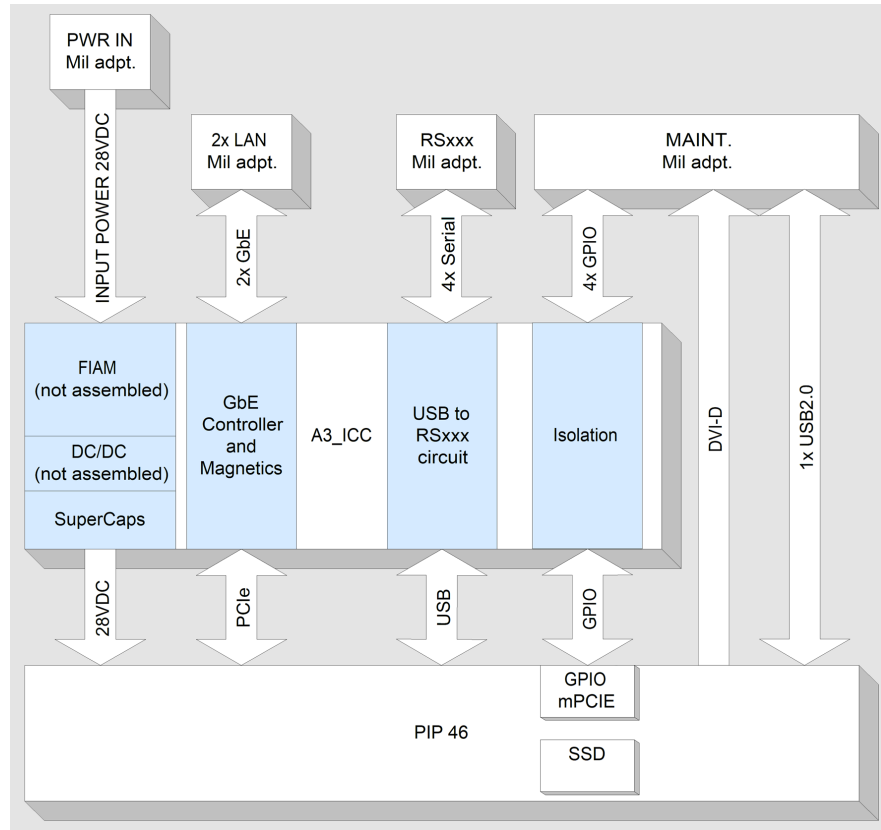 PWR IN
Mil adpt.
2x LAN
Mil adpt.
RSxxx
Mil adpt.
MAINT.
Mil adpt.
INPUT POWER 28VDC
2x GbE
4x Serial
4x GPIO
FIAM
(not assembled)
DC/DC
(not assembled)
SuperCaps
GbE
Controller
and
Magnetics
A3_ICC
USB to
RSxxx
circuit
Isolation
DVI-D
1x USB2.0
28VDC
PCIe
USB
GPIO
GPIO
mPCIE
PIP 46
SSD